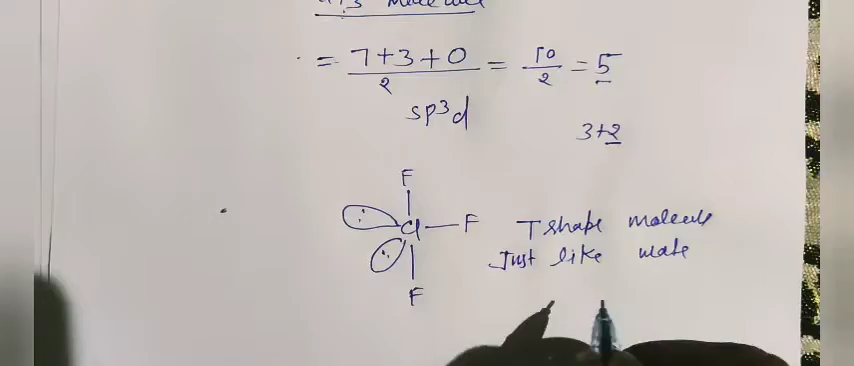 = 7+3+0 / 2 = 10 / 2 = 5
sp³d
3+2
F
Cl — F
T shape molecule
Just like
F